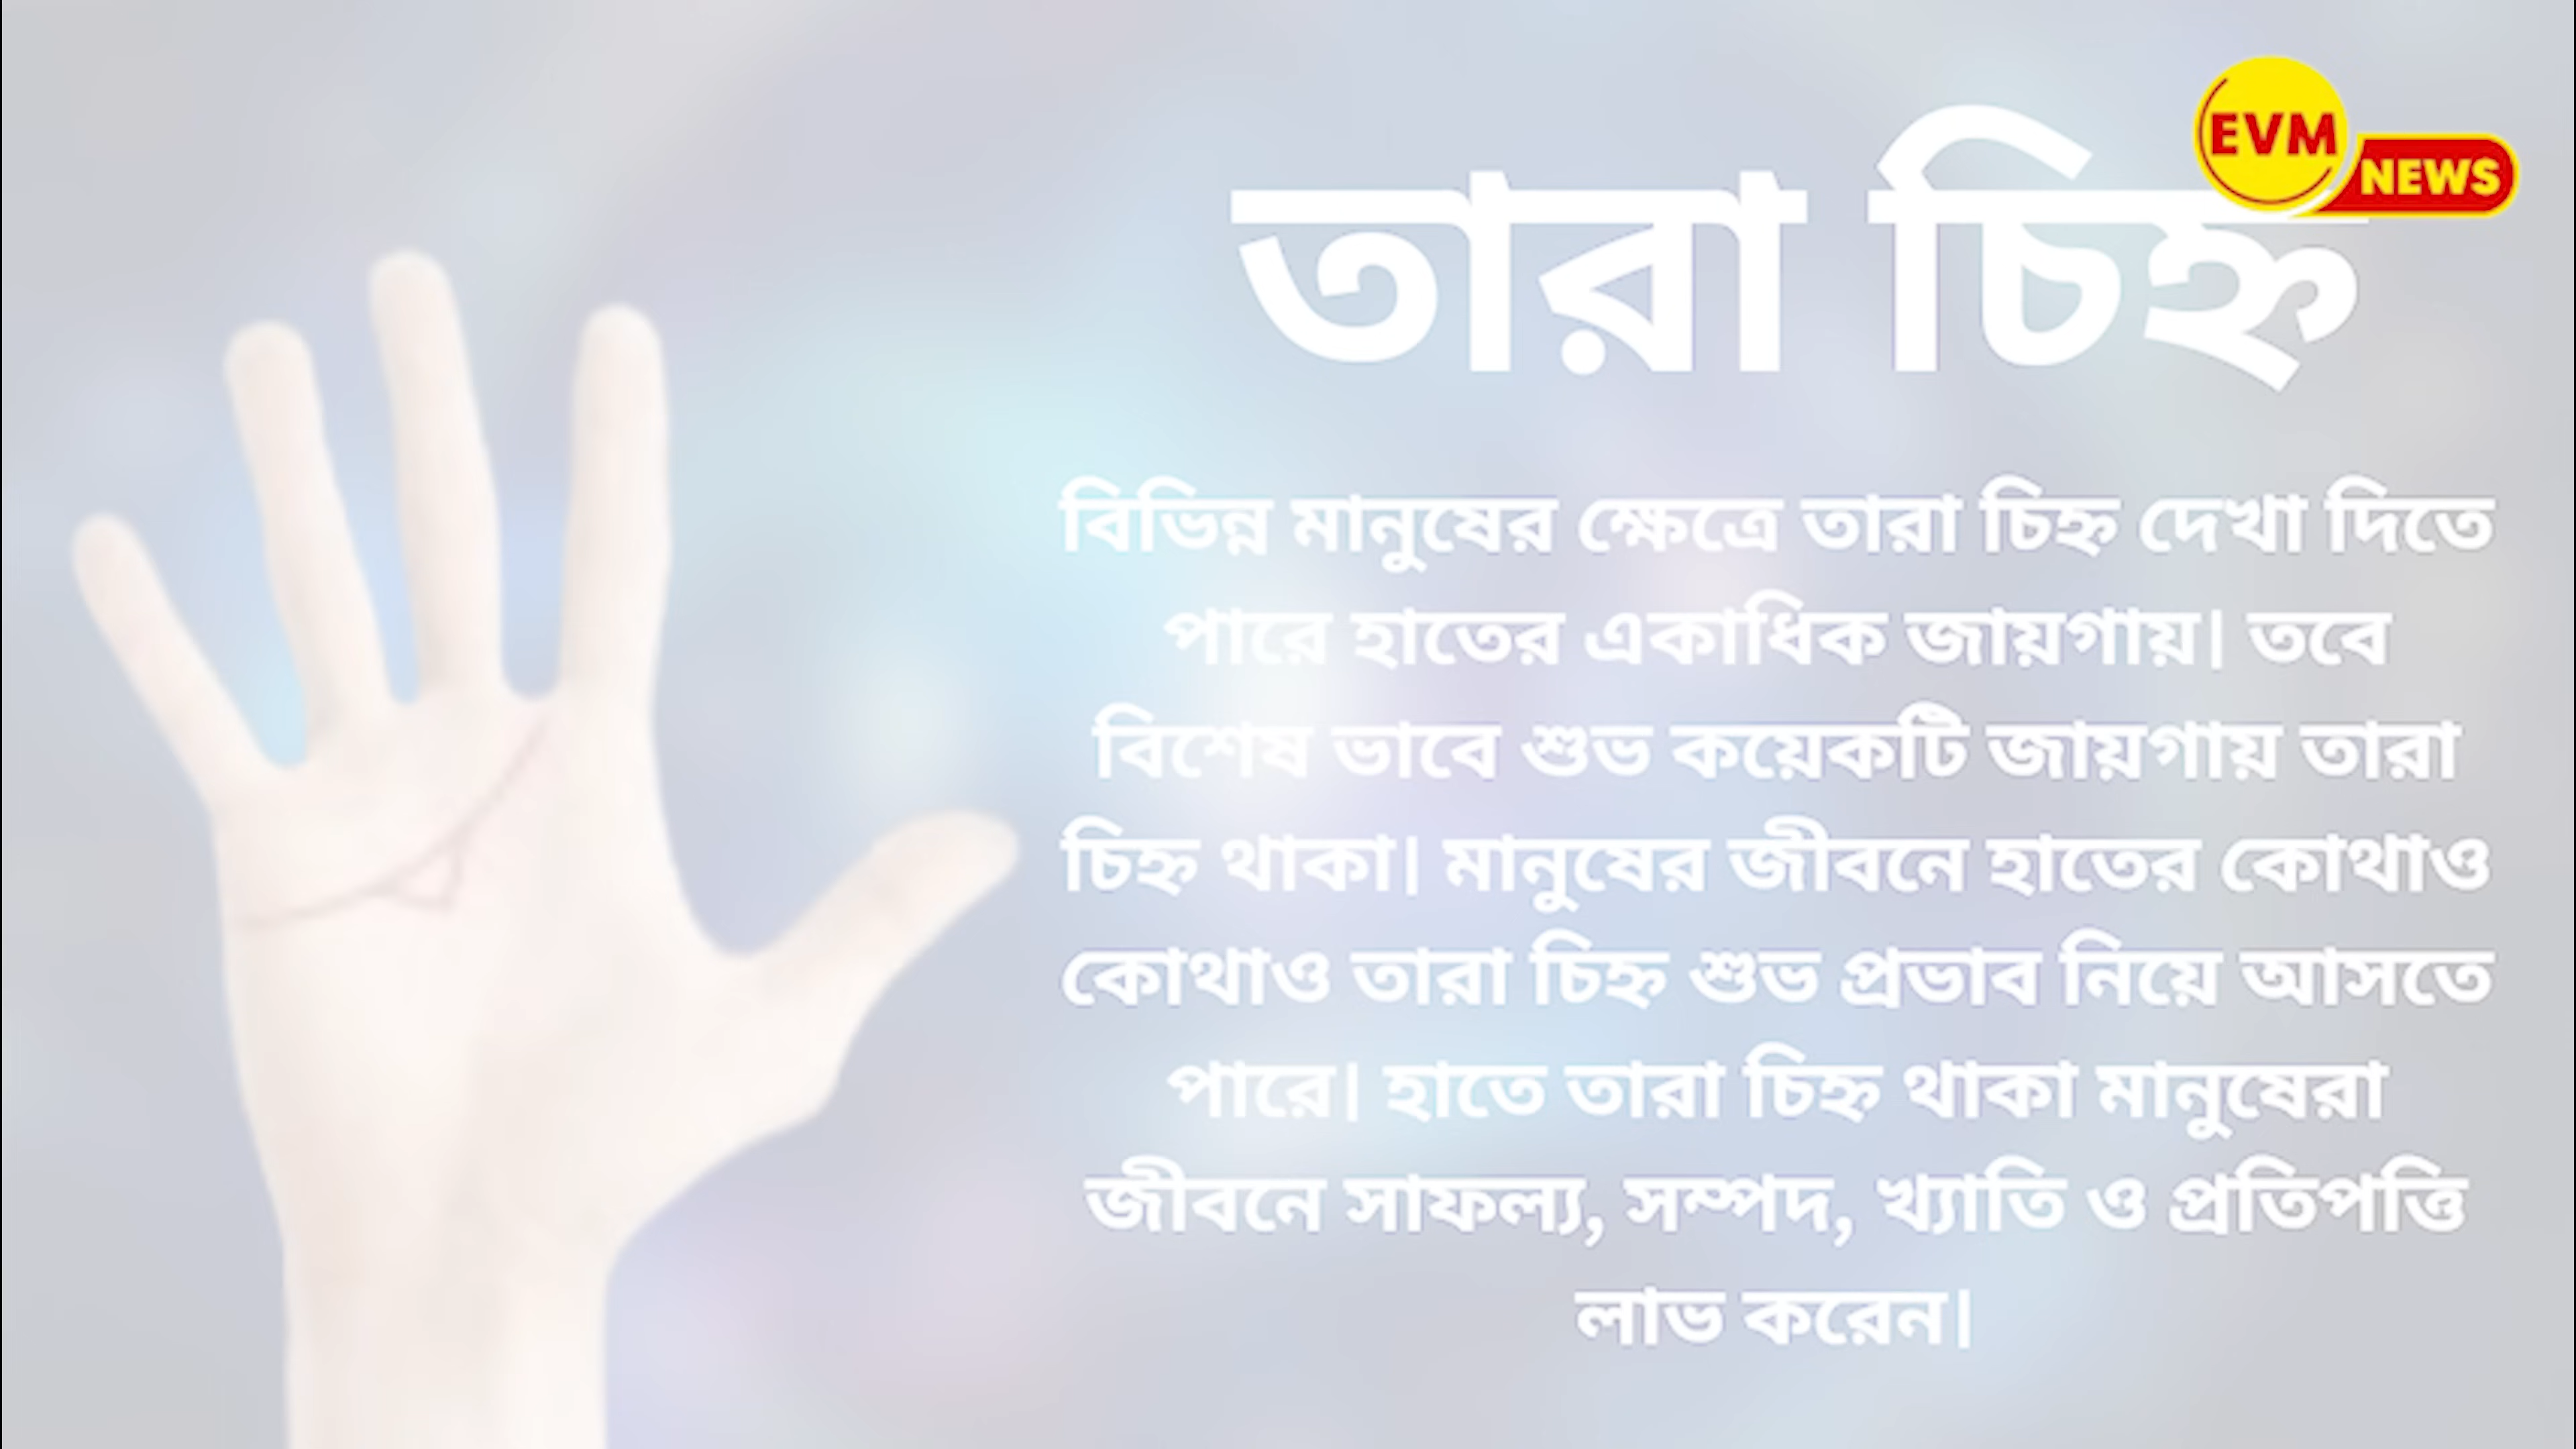 EVM
NEWS
তারা চিহ্ন
বিভিন্ন মানুষের ক্ষেত্রে তারা চিহ্ন দেখা দিতে
পারে হাতের একাধিক জায়গায়| তবে
বিশেষ ভাবে শুভ কয়েকটি জায়গায় তারা
চিহ্ন থাকা| মানুষের জীবনে হাতের কোথাও
কোথাও তারা চিহ্ন শুভ প্রভাব নিয়ে আসতে
পারে| হাতে তারা চিহ্ন থাকা মানুষেরা
জীবনে সাফল্য, সম্পদ, খ্যাতি ও প্রতিপত্তি
লাভ করেন|